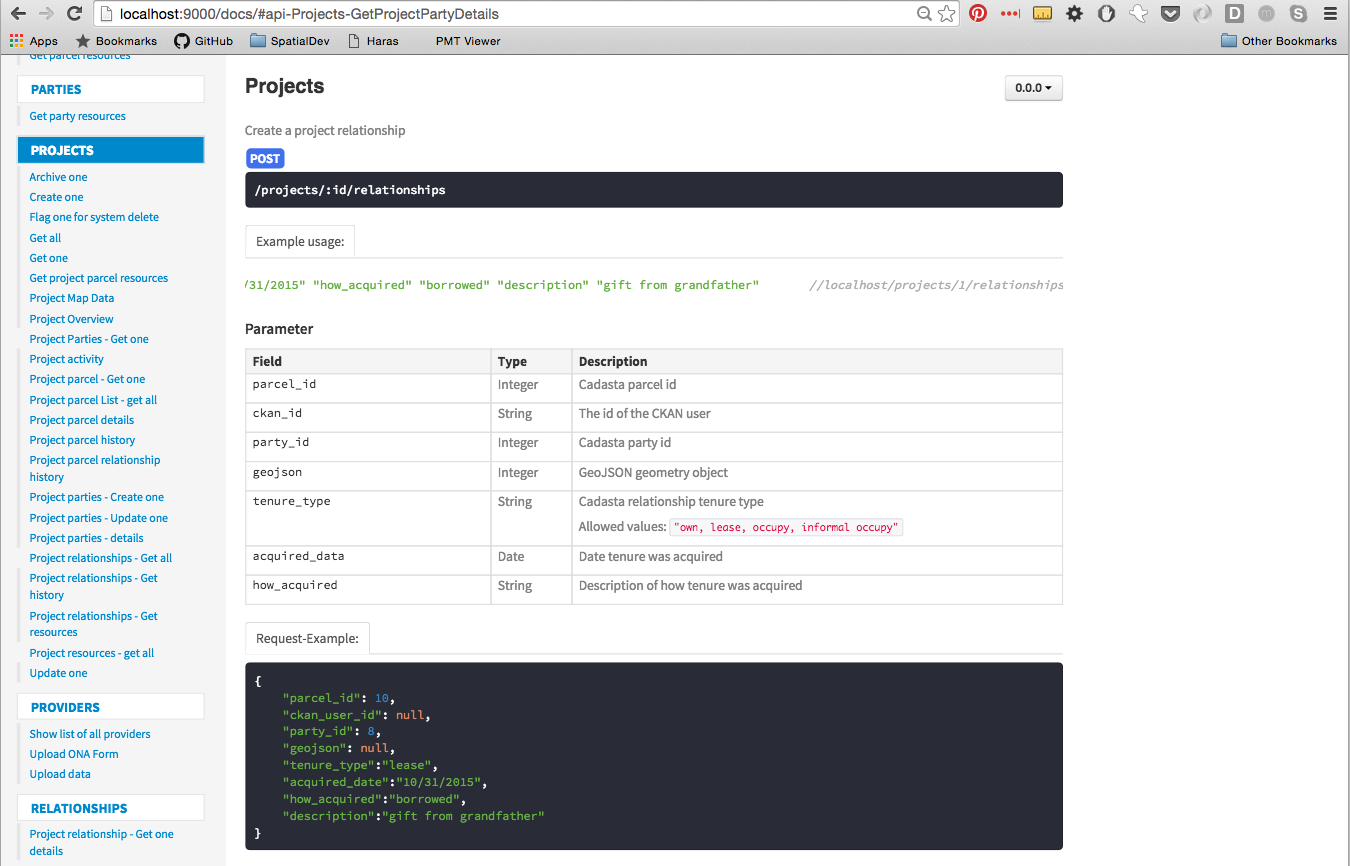 localhost:9000/docs/#api-Projects-GetProjectPartyDetails
Apps Bookmarks GitHub SpatialDev Haras PMT Viewer Other Bookmarks
Get parcel resources
PARTIES
Get party resources
PROJECTS
Archive one
Create one
Flag one for system delete
Get all
Get one
Get project parcel resources
Project Map Data
Project Overview
Project Parties - Get one
Project activity
Project parcel - Get one
Project parcel List - get all
Project parcel details
Project parcel history
Project parcel relationship
history
Project parties - Create one
Project parties - Update one
Project parties - details
Project relationships - Get all
Project relationships - Get
history
Project relationships - Get
resources
Project resources - get all
Update one
PROVIDERS
Show list of all providers
Upload ONA Form
Upload data
RELATIONSHIPS
Project relationship - Get one
details
Projects
0.0.0
Create a project relationship
POST
/projects/:id/relationships
Example usage:
/31/2015" "how_acquired" "borrowed" "description" "gift from grandfather" //localhost/projects/1/relationships
Parameter
Field Type Description
parcel_id Integer Cadasta parcel id
ckan_id String The id of the CKAN user
party_id Integer Cadasta party id
geojson Integer GeoJSON geometry object
tenure_type String Cadasta relationship tenure type
Allowed values: "own, lease, occupy, informal occupy"
acquired_data Date Date tenure was acquired
how_acquired String Description of how tenure was acquired
Request-Example:
{
"parcel_id": 10,
"ckan_user_id": null,
"party_id": 8,
"geojson": null,
"tenure_type":"lease",
"acquired_date":"10/31/2015",
"how_acquired":"borrowed",
"description":"gift from grandfather"
}